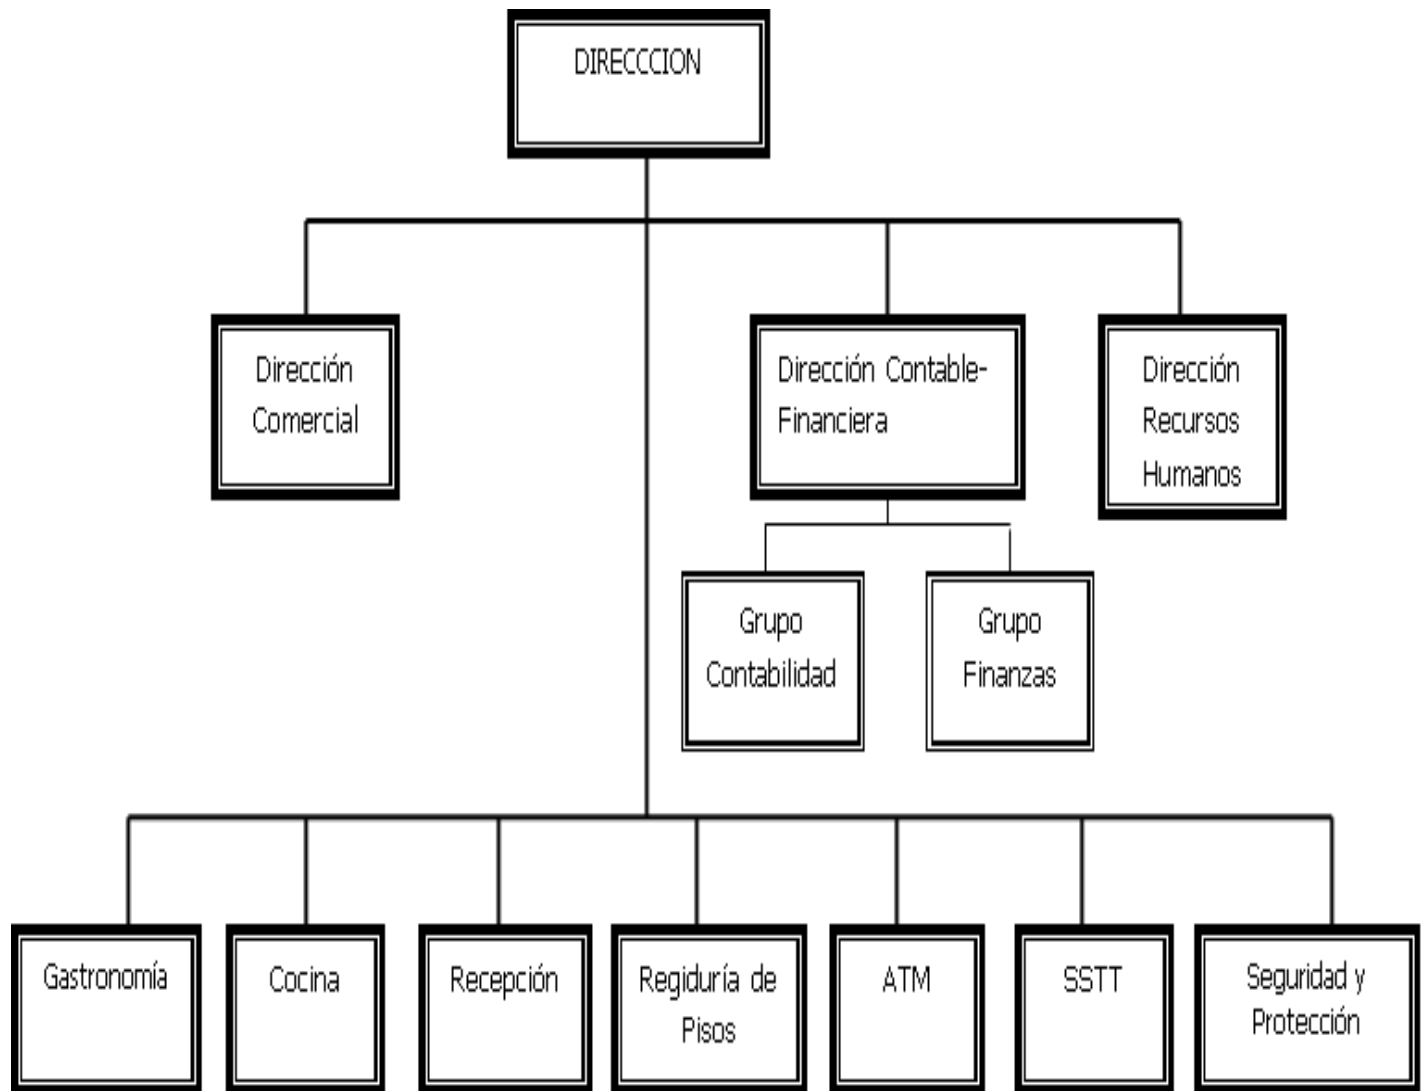 DIRECCCION
Dirección
Comercial
Dirección Contable-
Financiera
Dirección
Recursos
Humanos
Grupo
Contabilidad
Grupo
Finanzas
Gastronomía
Cocina
Recepción
Regiduría de
Pisos
ATM
SSTT
Seguridad y
Protección